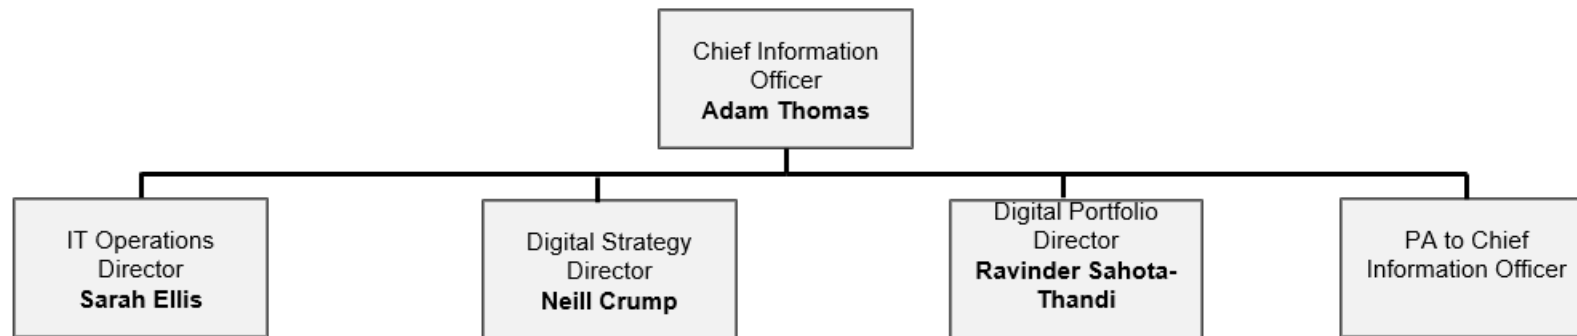 Chief Information
Officer
Adam Thomas
IT Operations
Director
Sarah Ellis
Digital Strategy
Director
Neill Crump
Digital Portfolio
Director
Ravinder Sahota-
Thandi
PA to Chief
Information Officer